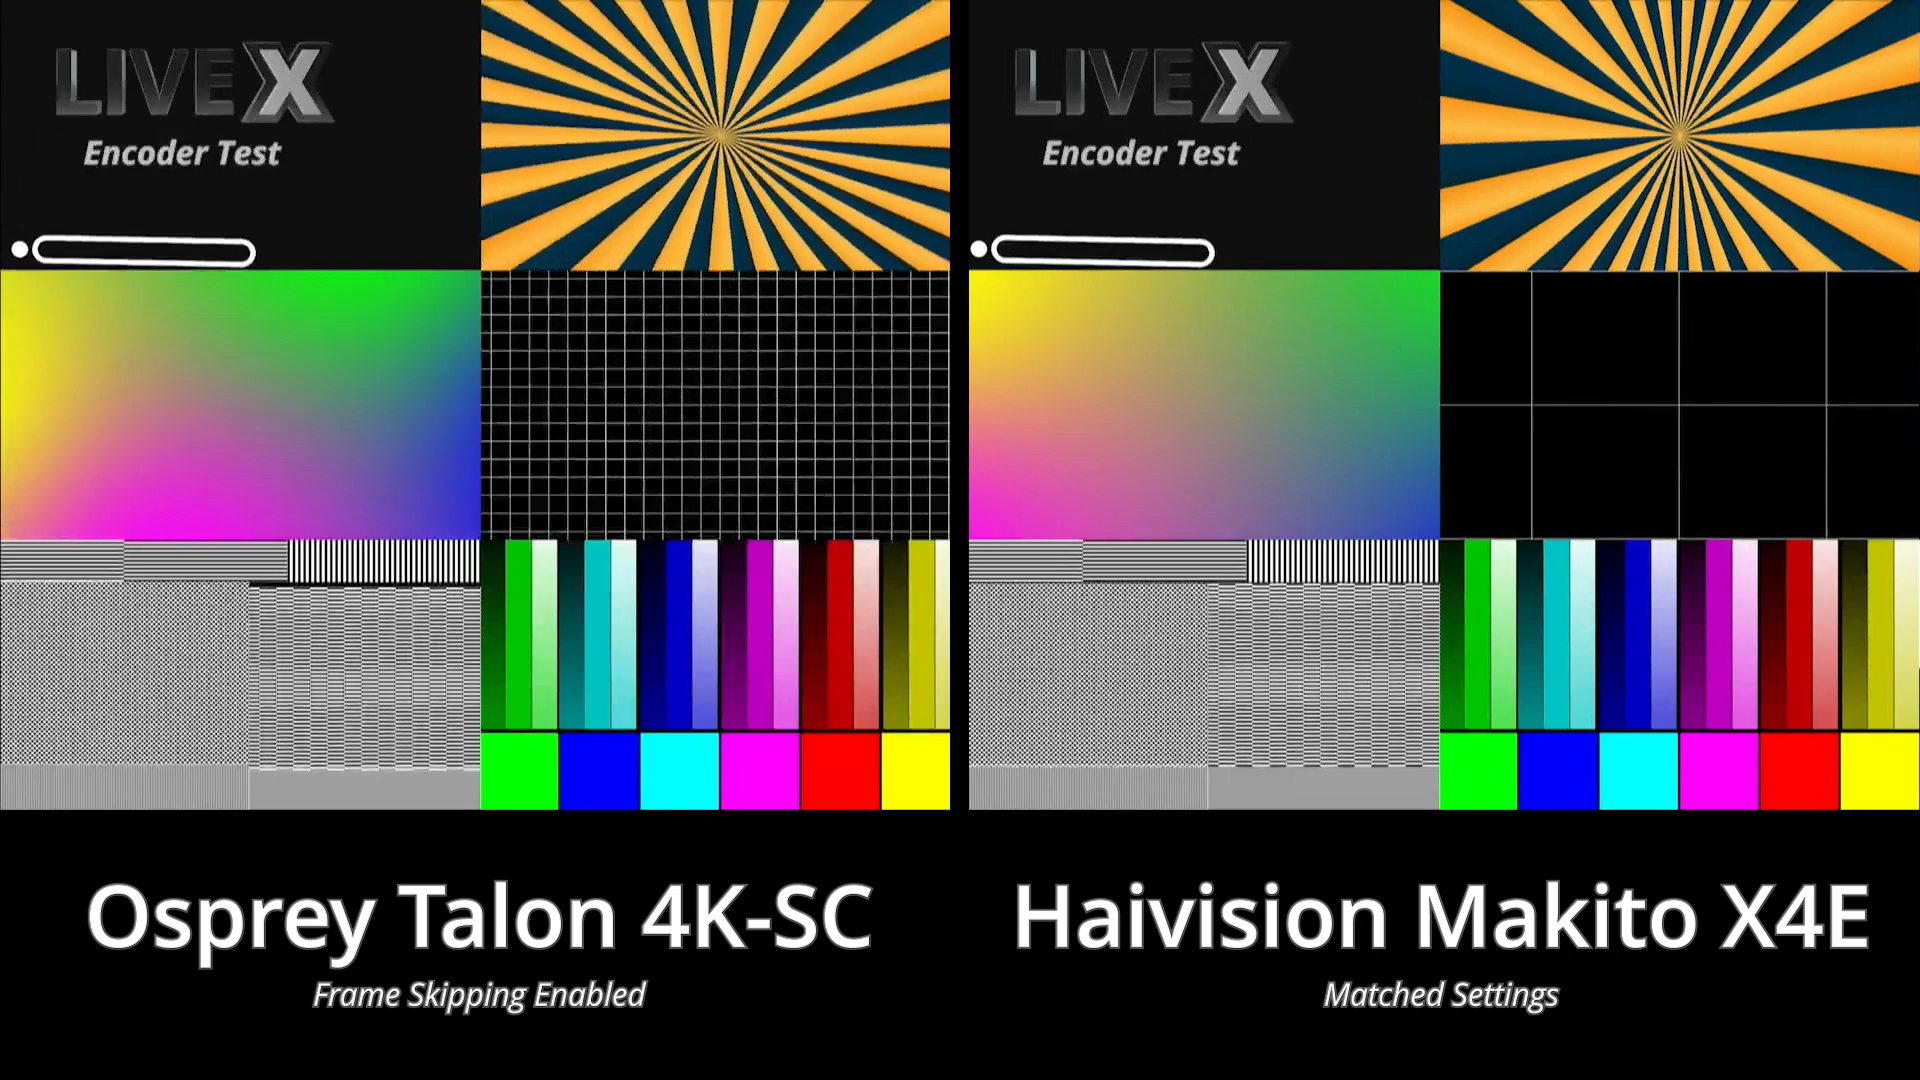 LIVEX
Encoder Test
LIVEX
Encoder Test
Osprey Talon 4K-SC
Frame Skipping Enabled
Haivision Makito X4E
Matched Settings